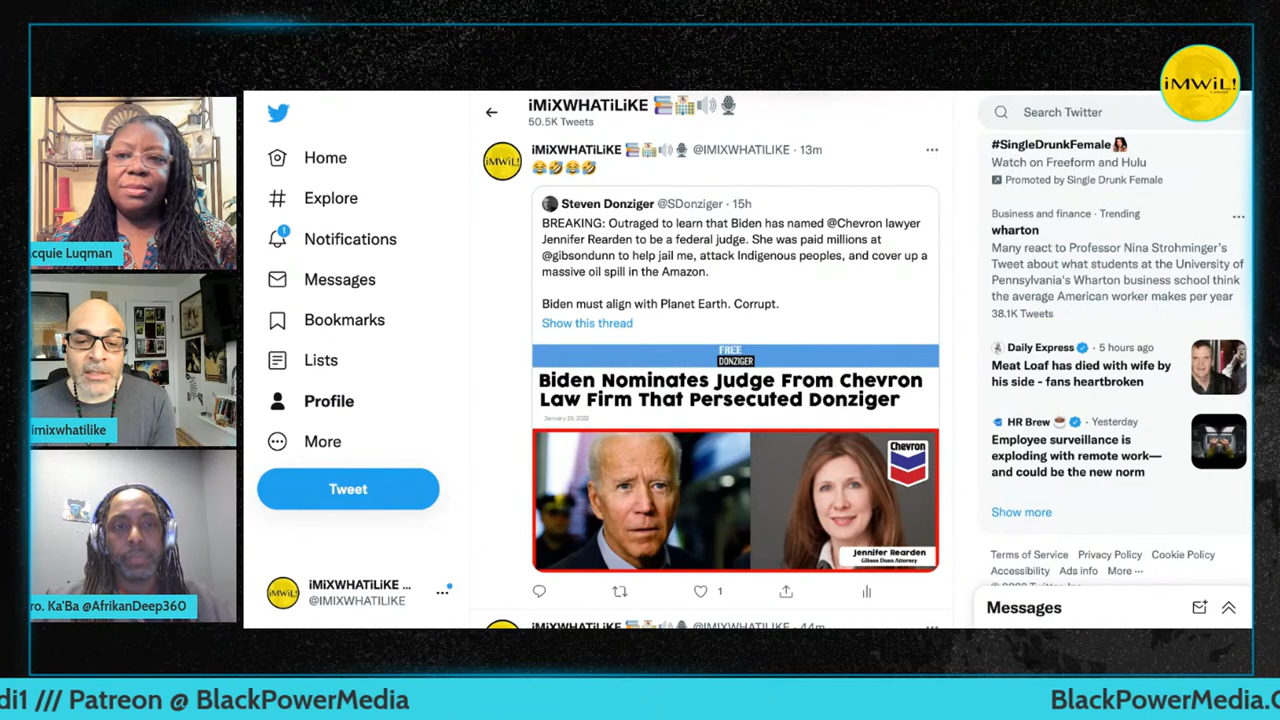 iMWiL!
cquie Luqman
imixwhatilike
ro. Ka'Ba @AfrikanDeep360
Home
Explore
1
Notifications
Messages
Bookmarks
Lists
Profile
More
Tweet
iMiXWHATiLiKE ...
@IMIXWHATILIKE
iMiXWHATiLiKE
50.5K Tweets
iMiXWHATiLiKE @IMIXWHATILIKE · 13m
Steven Donziger @SDonziger · 15h
BREAKING: Outraged to learn that Biden has named @Chevron lawyer
Jennifer Rearden to be a federal judge. She was paid millions at
@gibsondunn to help jail me, attack Indigenous peoples, and cover up a
massive oil spill in the Amazon.
Biden must align with Planet Earth. Corrupt.
Show this thread
FREE
DONZIGER
Biden Nominates Judge From Chevron
Law Firm That Persecuted Donziger
Chevron
Jennifer Rearden
Gibson Dunn Attorney
1
iMiXWHATiLiKE @IMIXWHATILIKE · 44m
Search Twitter
#SingleDrunkFemale
Watch on Freeform and Hulu
Promoted by Single Drunk Female
Business and finance · Trending
wharton
Many react to Professor Nina Strohminger's
Tweet about what students at the University of
Pennsylvania's Wharton business school think
the average American worker makes per year
38.1K Tweets
Daily Express · 5 hours ago
Meat Loaf has died with wife by
his side - fans heartbroken
HR Brew · Yesterday
Employee surveillance is
exploding with remote work—
and could be the new norm
Show more
Terms of Service Privacy Policy Cookie Policy
Accessibility Ads info More ···
Messages
di1 /// Patreon @ BlackPowerMedia
BlackPowerMedia.